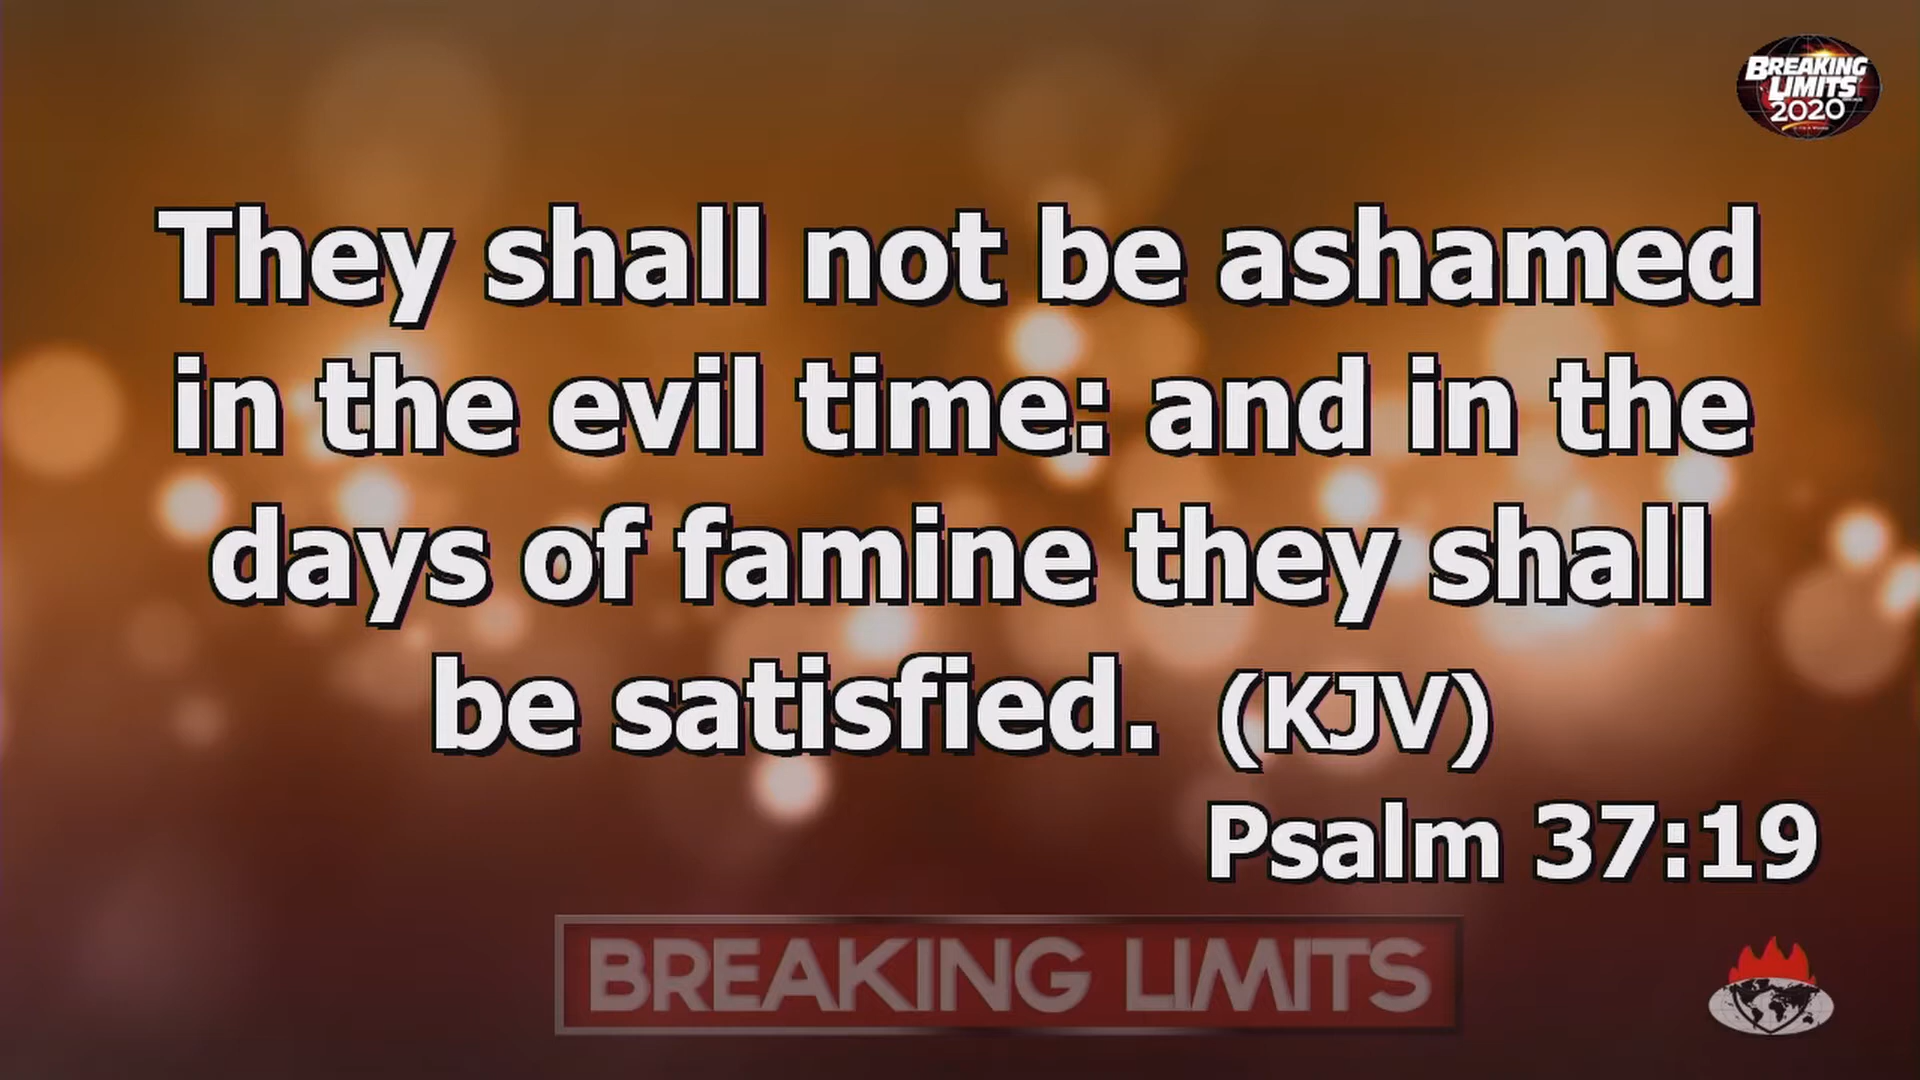 BREAKING
LIMITS
2020
They shall not be ashamed
in the evil time: and in the
days of famine they shall
be satisfied. (KJV)
Psalm 37:19
BREAKING LIMITS